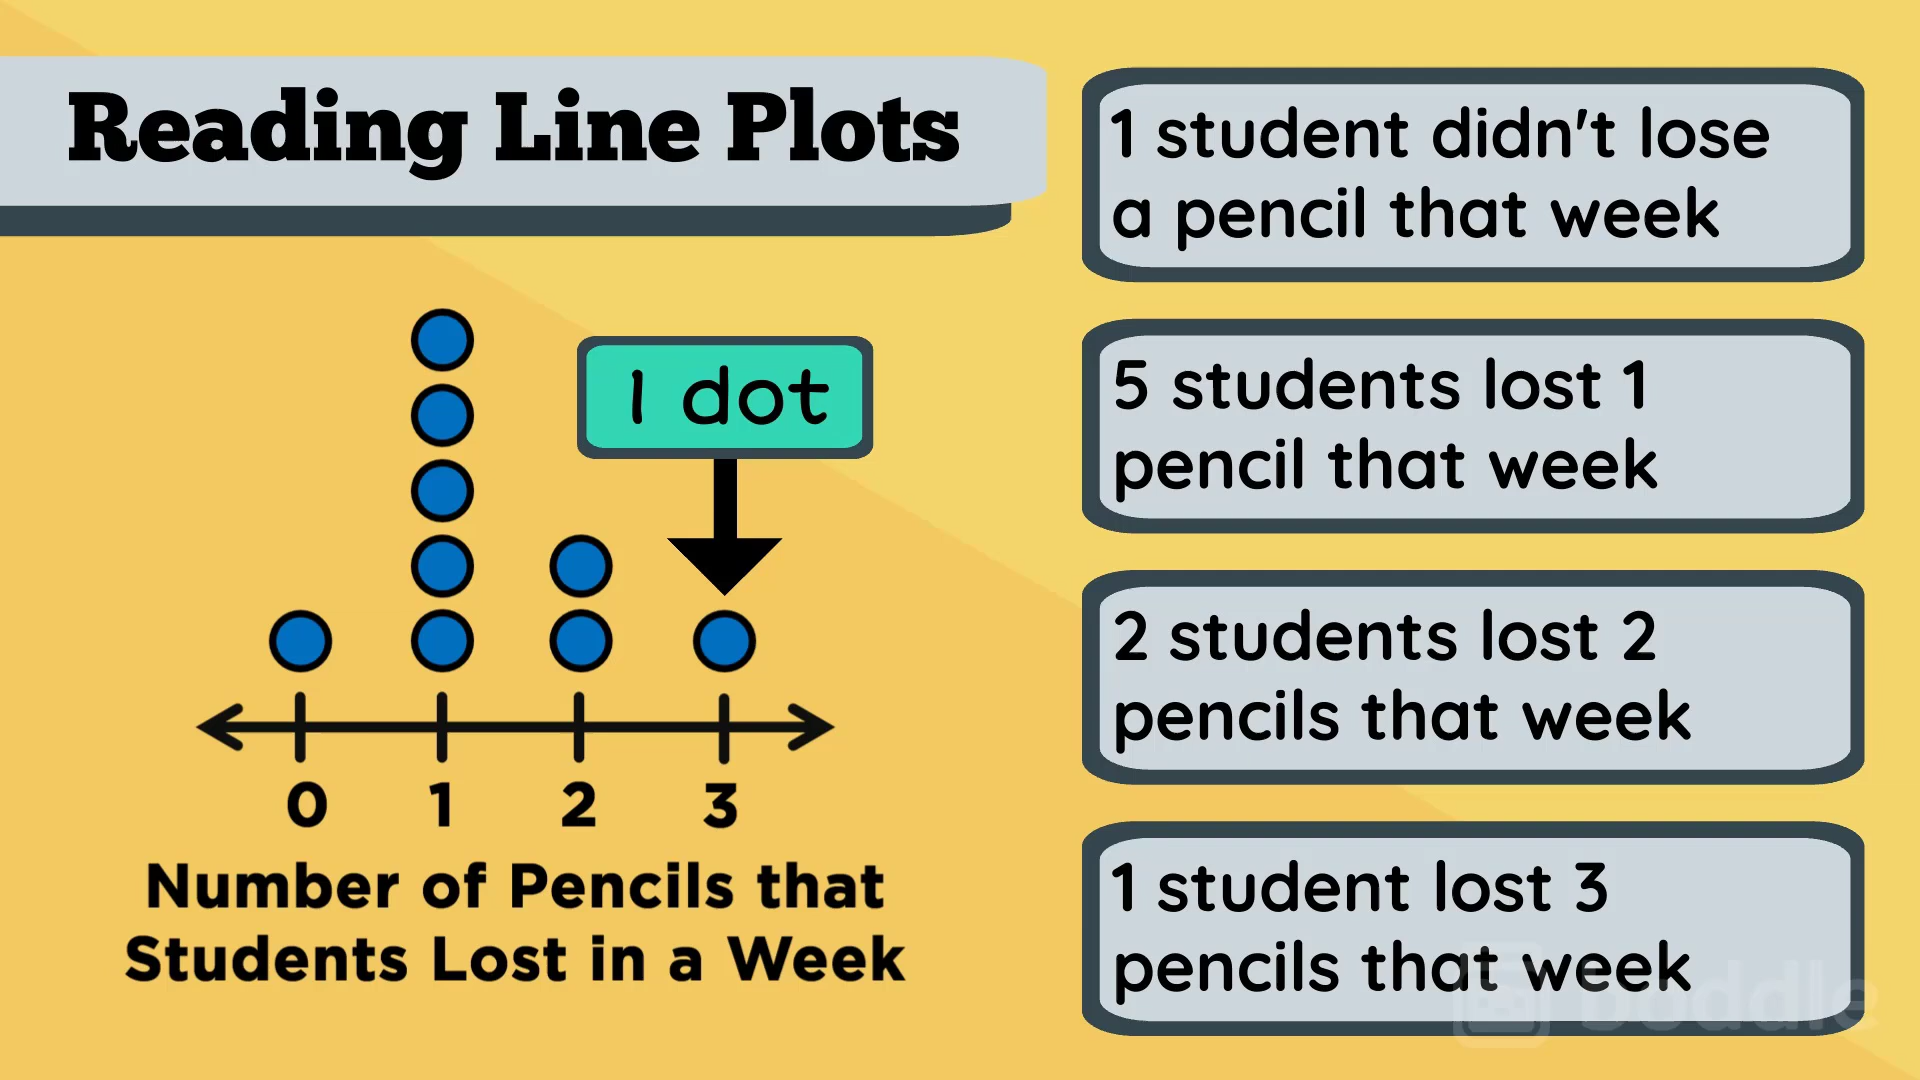 Reading Line Plots
1 dot
0 1 2 3
Number of Pencils that
Students Lost in a Week
1 student didn't lose
a pencil that week
5 students lost 1
pencil that week
2 students lost 2
pencils that week
1 student lost 3
pencils that week
boddle